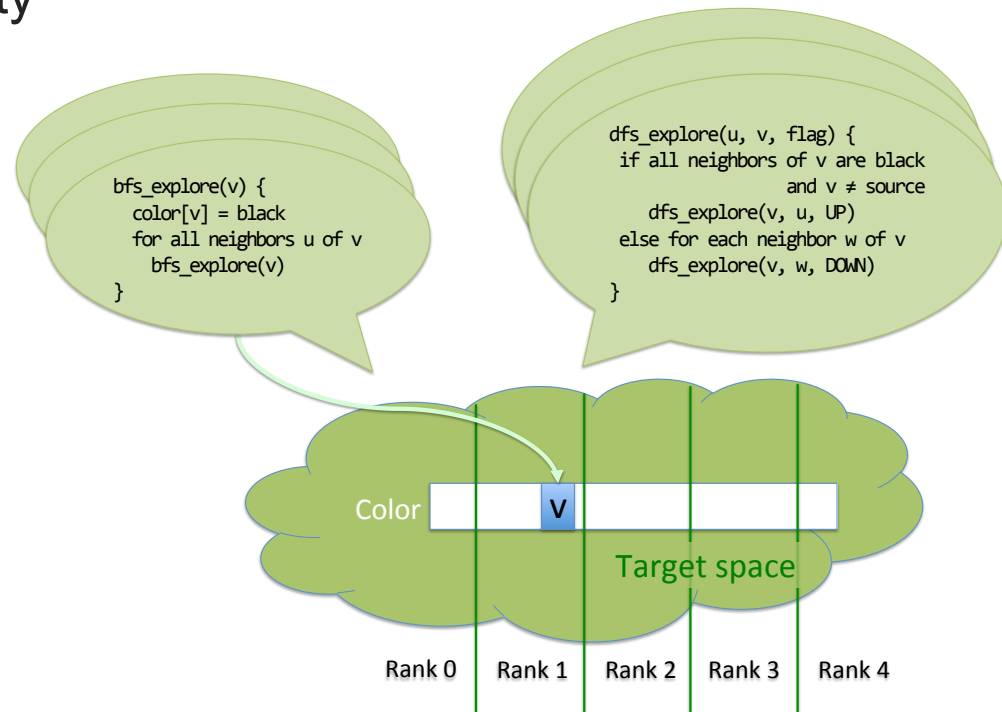 bfs_explore(v) {
color[v] = black
for all neighbors u of v
bfs_explore(v)
}
dfs_explore(u, v, flag) {
if all neighbors of v are black
and v ≠ source
dfs_explore(v, u, UP)
else for each neighbor w of v
dfs_explore(v, w, DOWN)
}
Color
v
Target space
Rank 0 Rank 1 Rank 2 Rank 3 Rank 4